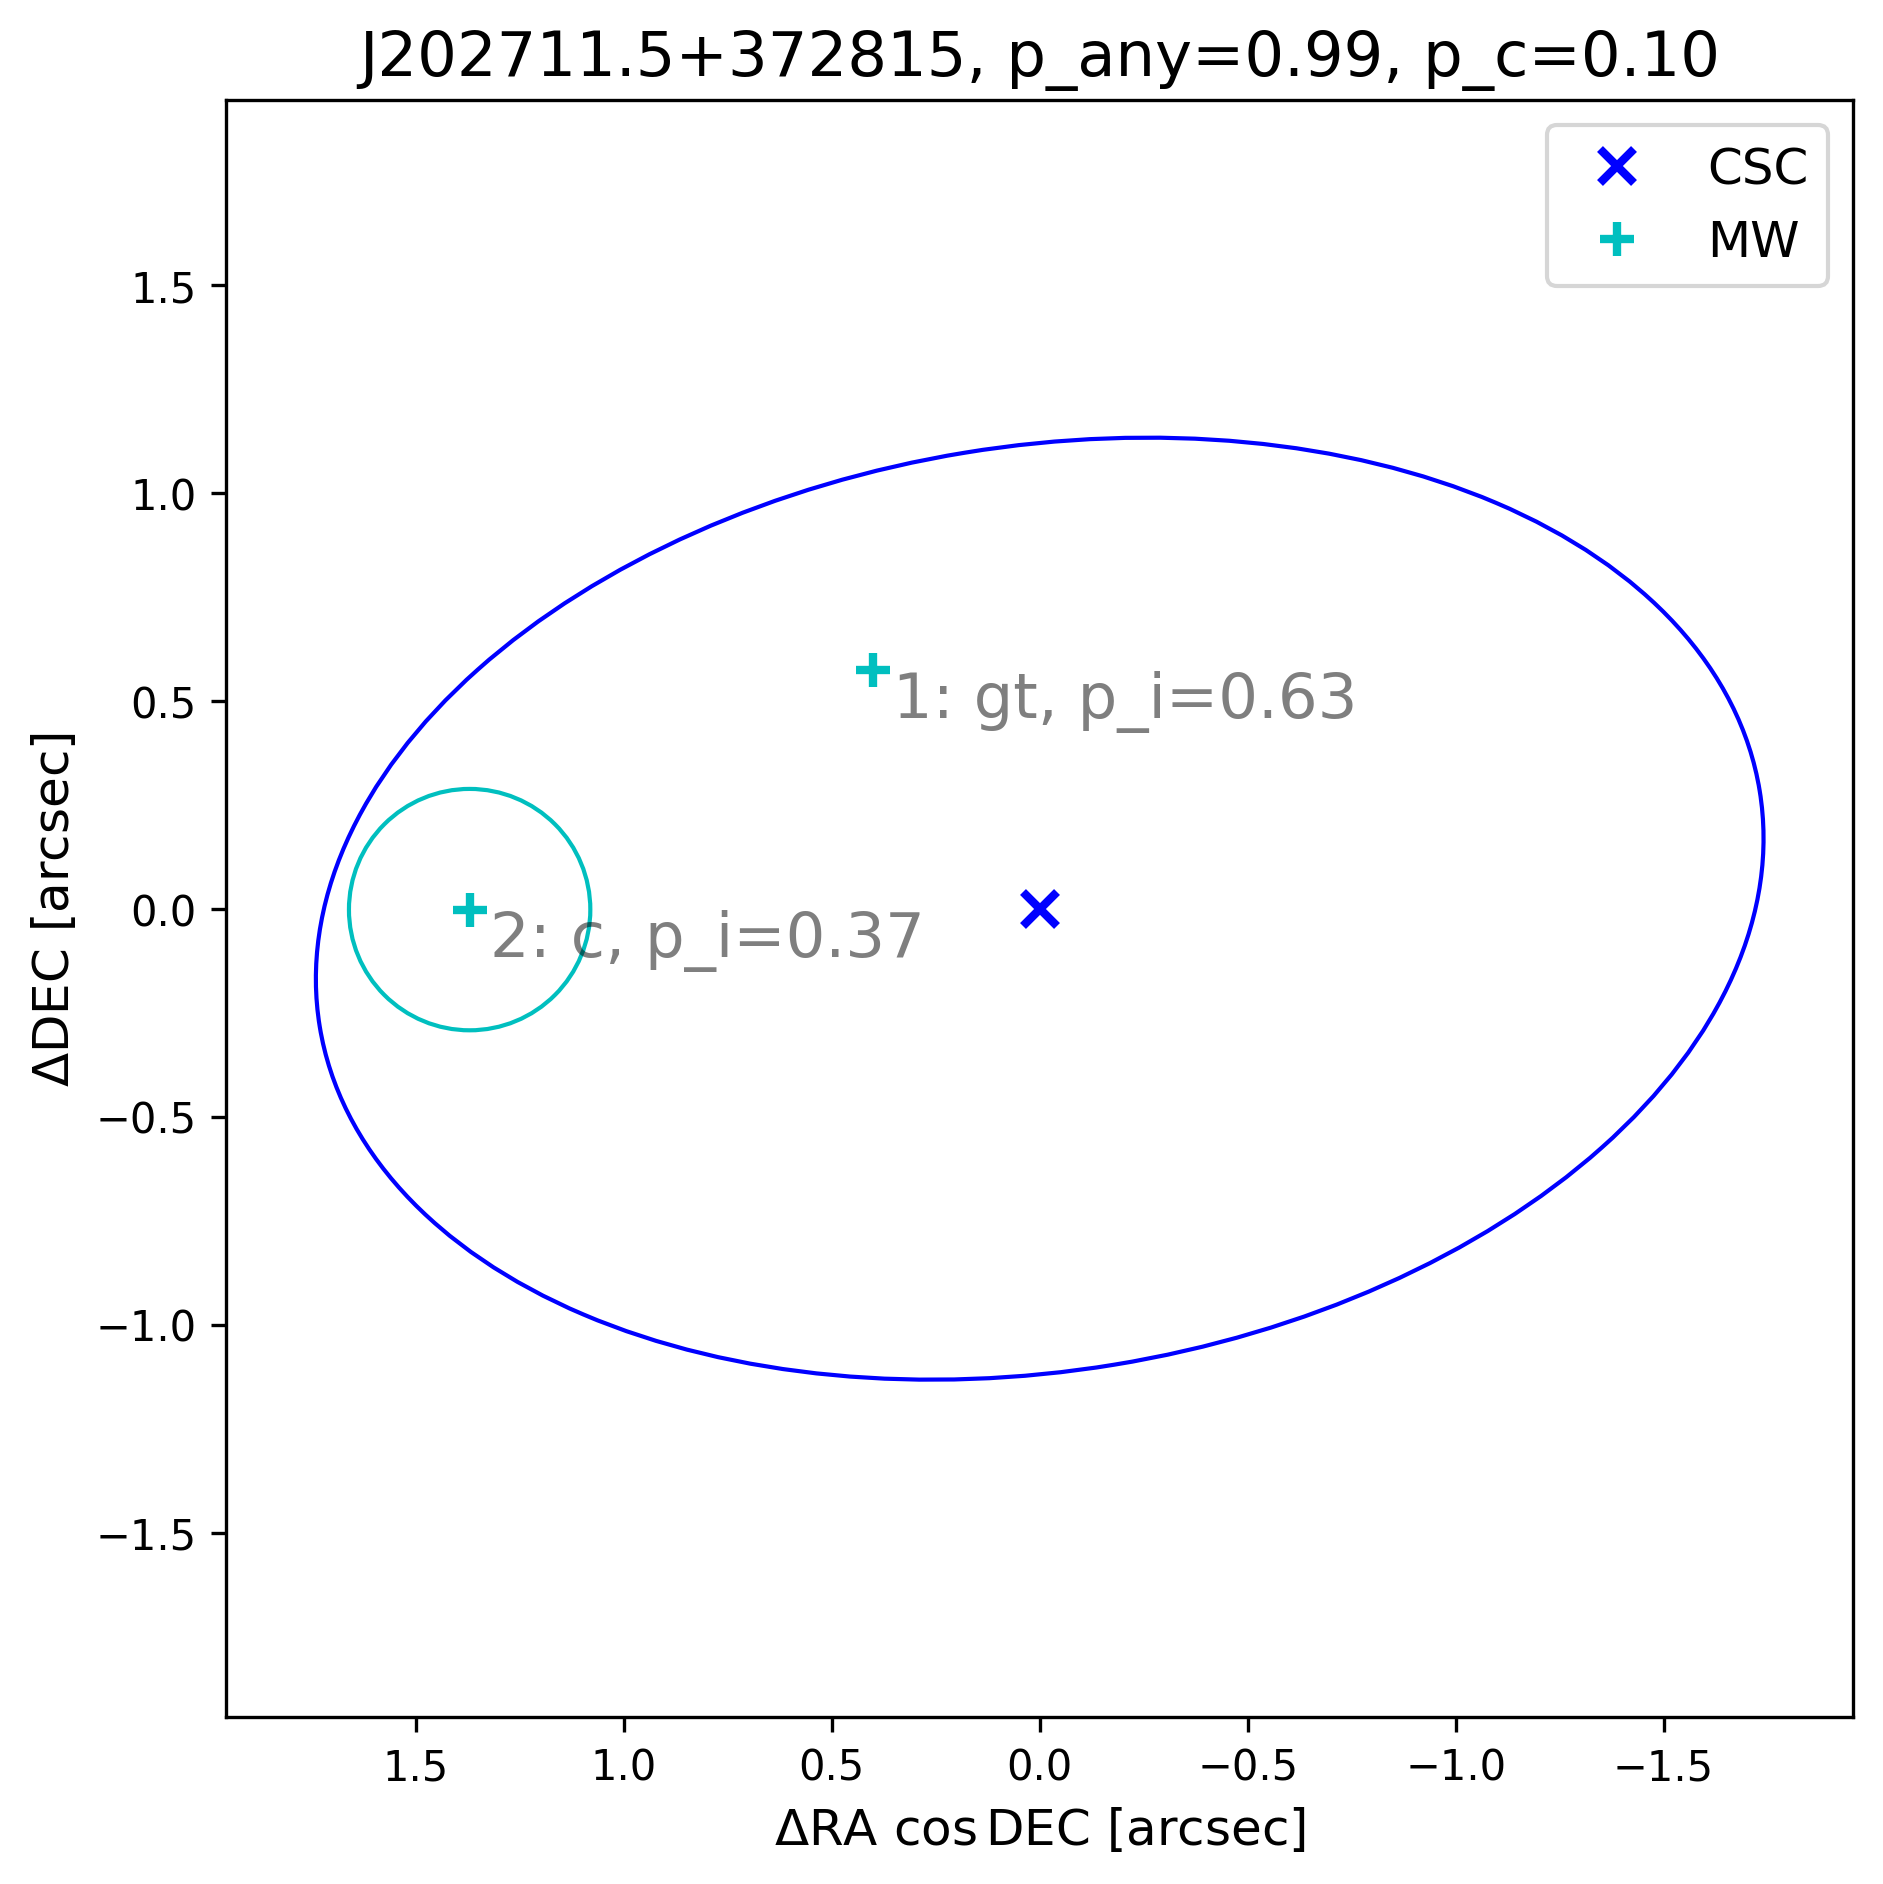 J202711.5+372815, p_any=0.99, p_c=0.10
CSC
MW
1.5
1.0
0.5
0.0
−0.5
−1.0
−1.5
ΔDEC [arcsec]
1: gt, p_i=0.63
2: c, p_i=0.37
1.5 1.0 0.5 0.0 −0.5 −1.0 −1.5
ΔRA cos DEC [arcsec]